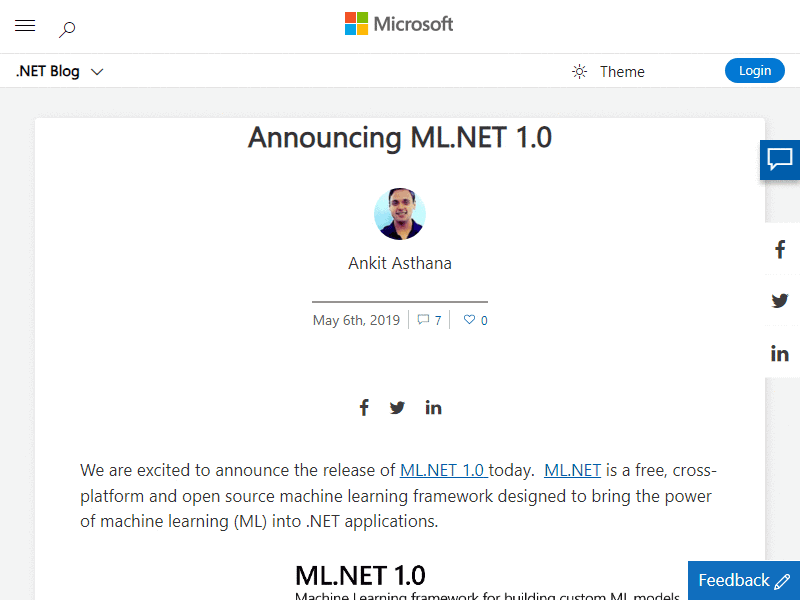 Microsoft
.NET Blog
Theme
Login
Announcing ML.NET 1.0
Ankit Asthana
May 6th, 2019
7
0
We are excited to announce the release of ML.NET 1.0 today. ML.NET is a free, cross-
platform and open source machine learning framework designed to bring the power
of machine learning (ML) into .NET applications.
ML.NET 1.0
Machine Learning framework for building custom ML models
Feedback